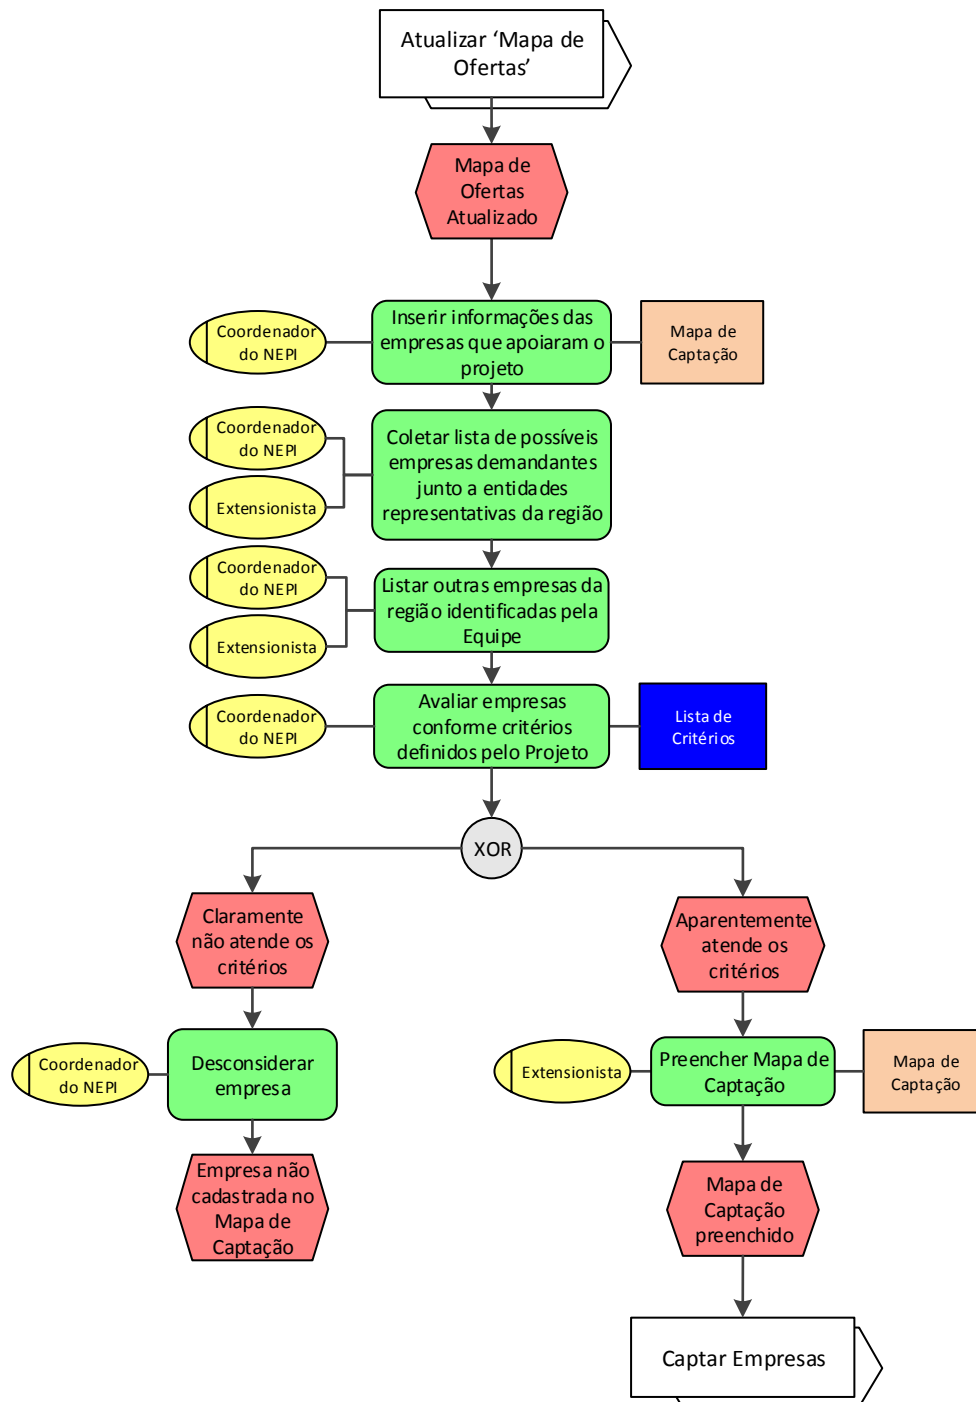 Atualizar ‘Mapa de
Ofertas’
Mapa de
Ofertas
Atualizado
Coordenador
do NEPI
Inserir informações das
empresas que apoiaram o
projeto
Mapa de
Captação
Coordenador
do NEPI
Extensionista
Coletar lista de possíveis
empresas demandantes
junto a entidades
representativas da região
Coordenador
do NEPI
Extensionista
Listar outras empresas da
região identificadas pela
Equipe
Coordenador
do NEPI
Avaliar empresas
conforme critérios
definidos pelo Projeto
Lista de
Critérios
XOR
Claramente
não atende os
critérios
Aparentemente
atende os
critérios
Coordenador
do NEPI
Desconsiderar
empresa
Extensionista
Preencher Mapa de
Captação
Mapa de
Captação
Empresa não
cadastrada no
Mapa de
Captação
Mapa de
Captação
preenchido
Captar Empresas